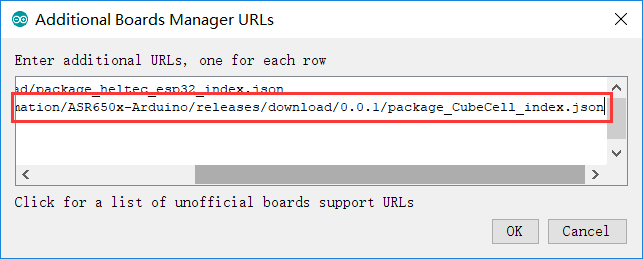 Additional Boards Manager URLs
Enter additional URLs, one for each row
ad/package_heltec_esp32_index.json
mation/ASR650x-Arduino/releases/download/0.0.1/package_CubeCell_index.json
Click for a list of unofficial boards support URLs
OK
Cancel